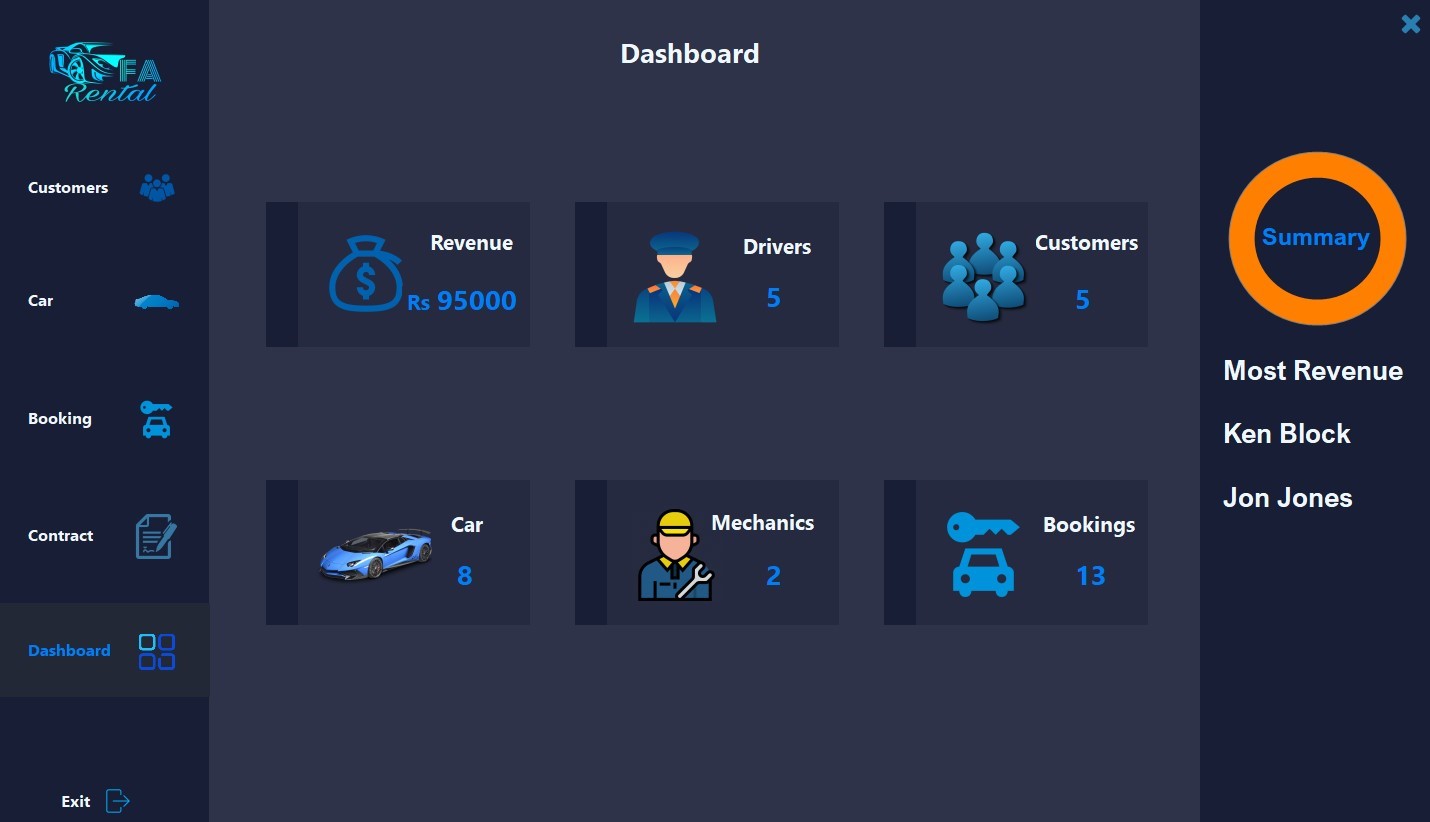 FA
Rental
Customers
Car
Booking
Contract
Dashboard
Exit
Dashboard
Revenue
Rs 95000
Drivers
5
Customers
5
Car
8
Mechanics
2
Bookings
13
Summary
Most Revenue
Ken Block
Jon Jones